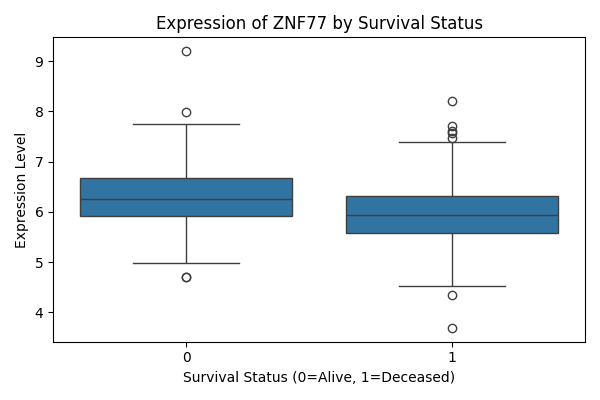 Expression of ZNF77 by Survival Status
Expression Level
9
8
7
6
5
4
0
1
Survival Status (0=Alive, 1=Deceased)